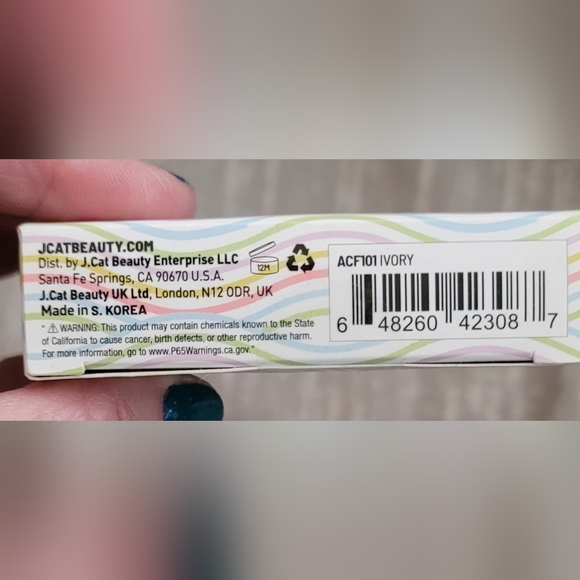 JCATBEAUTY.COM
Dist. by J.Cat Beauty Enterprise LLC
Santa Fe Springs, CA 90670 U.S.A.
J.Cat Beauty UK Ltd, London, N12 0DR, UK
Made in S. KOREA
"⚠WARNING: This product may contain chemicals known to the State
of California to cause cancer, birth defects, or other reproductive harm.
For more information, go to www.P65Warnings.ca.gov."
12M
ACF101 IVORY
6 48260 42308 7